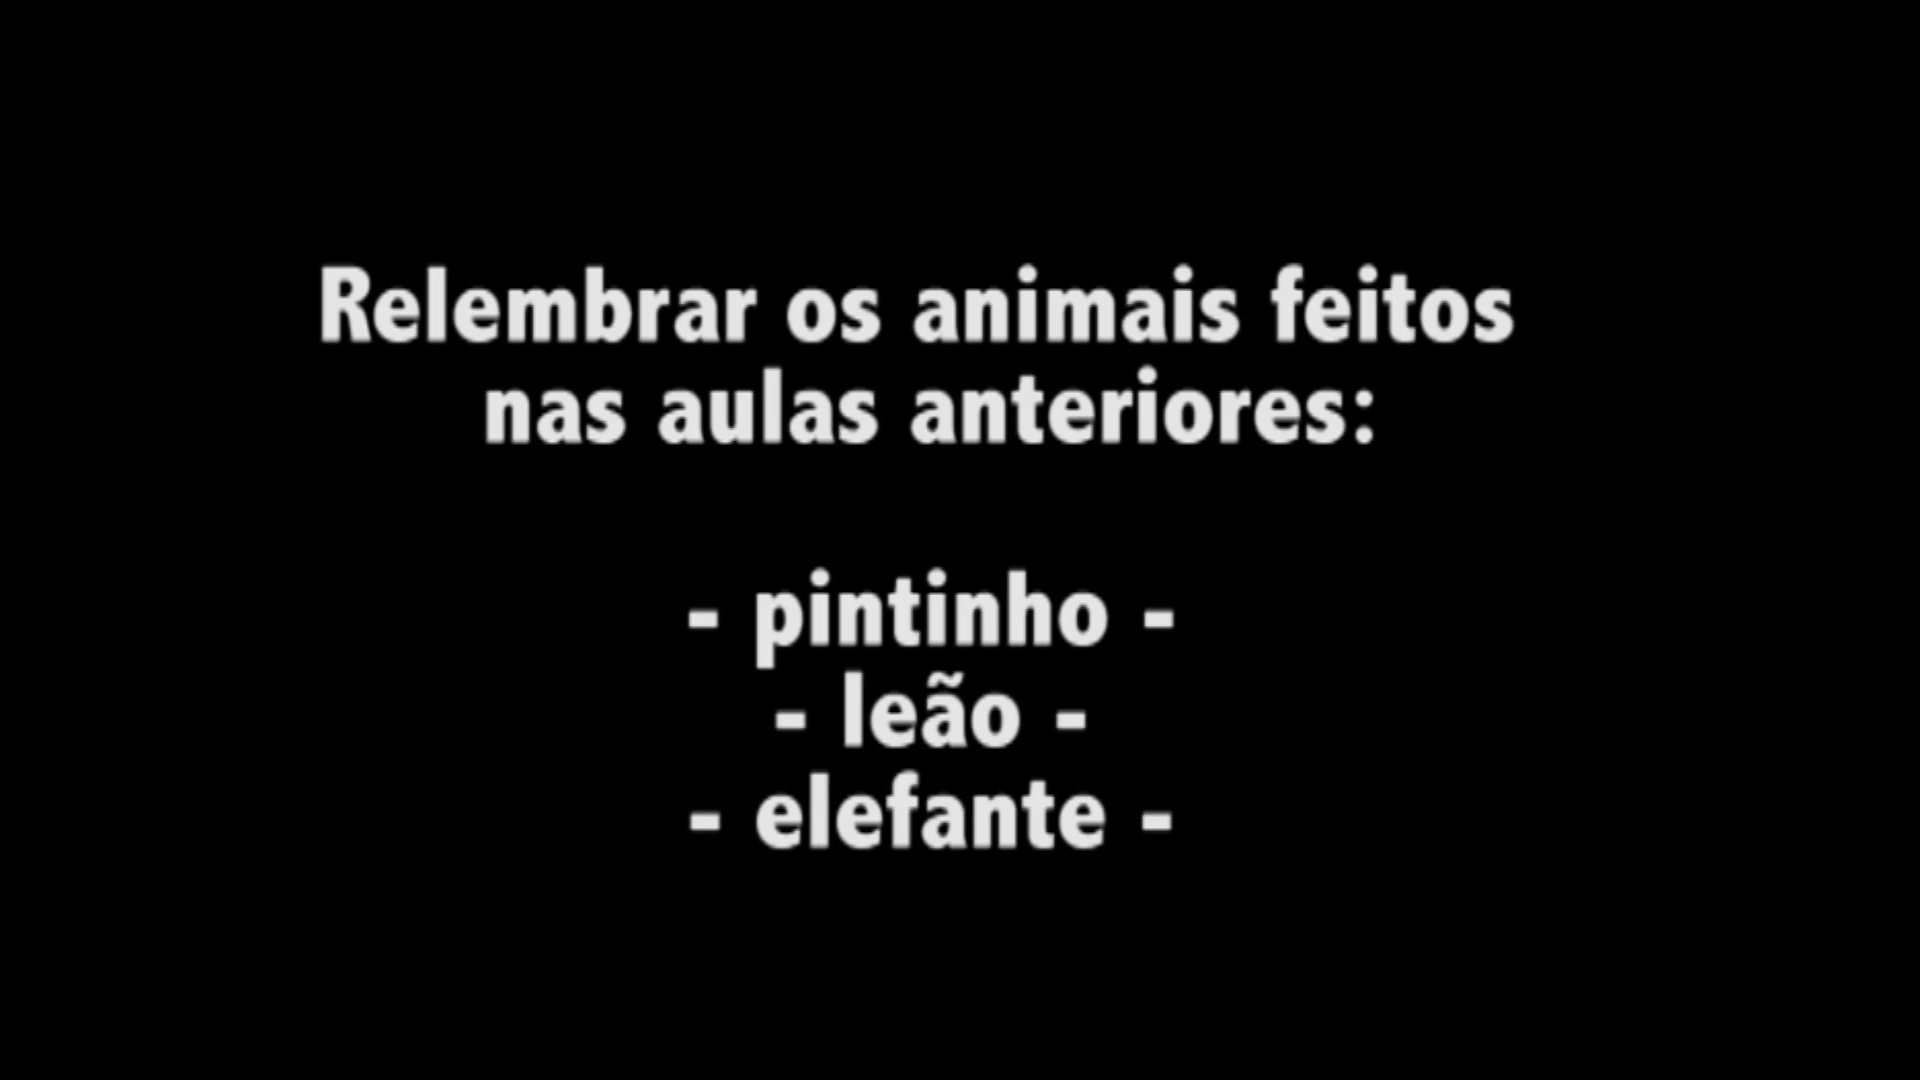 Relembrar os animais feitos
nas aulas anteriores:
- pintinho -
- leão -
- elefante -